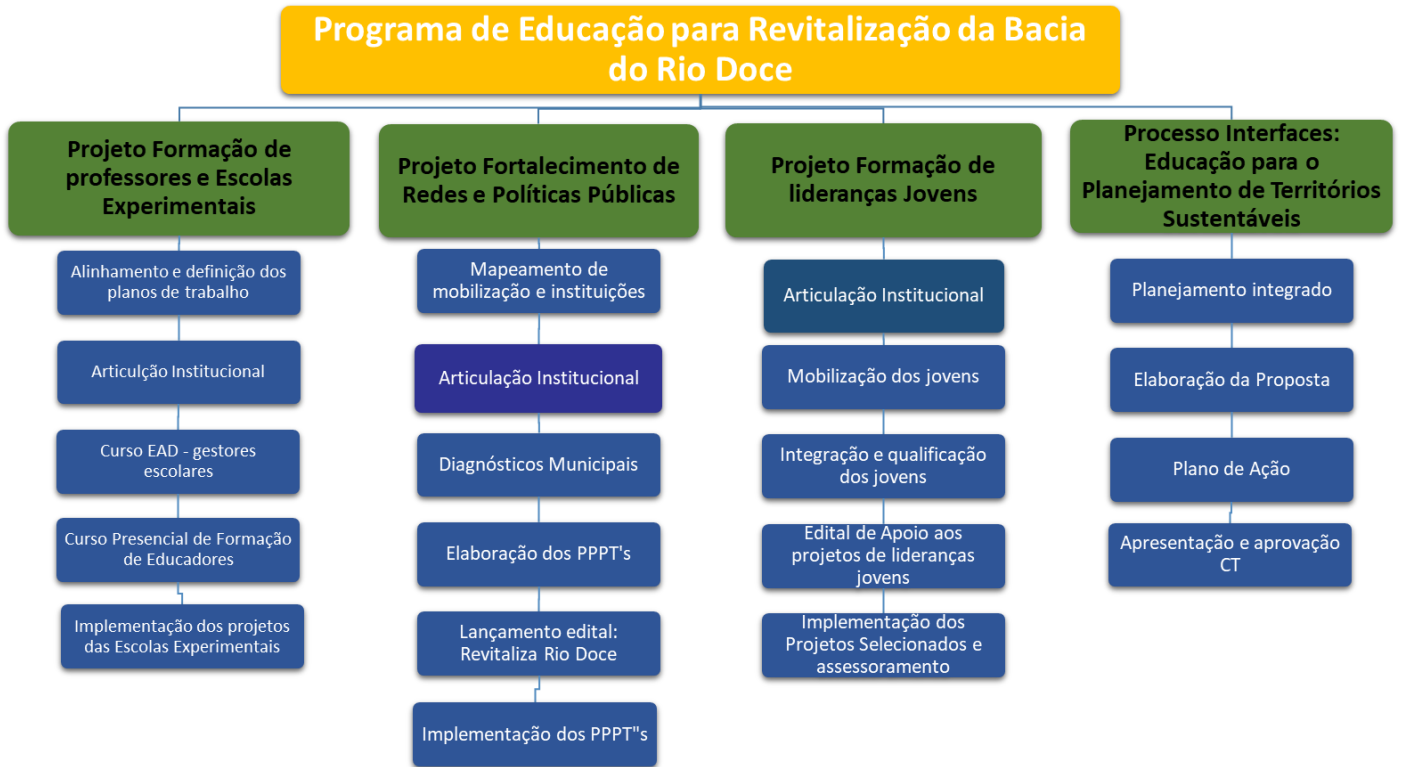 Programa de Educação para Revitalização da Bacia
do Rio Doce
Projeto Formação de
professores e Escolas
Experimentais
Alinhamento e definição dos
planos de trabalho
Articulção Institucional
Curso EAD - gestores
escolares
Curso Presencial de Formação
de Educadores
Implementação dos projetos
das Escolas Experimentais
Projeto Fortalecimento de
Redes e Políticas Públicas
Mapeamento de
mobilização e instituições
Articulação Institucional
Diagnósticos Municipais
Elaboração dos PPPT's
Lançamento edital:
Revitaliza Rio Doce
Implementação dos PPPT"s
Projeto Formação de
lideranças Jovens
Articulação Institucional
Mobilização dos jovens
Integração e qualificação
dos jovens
Edital de Apoio aos
projetos de lideranças
jovens
Implementação dos
Projetos Selecionados e
assessoramento
Processo Interfaces:
Educação para o
Planejamento de Territórios
Sustentáveis
Planejamento integrado
Elaboração da Proposta
Plano de Ação
Apresentação e aprovação
CT